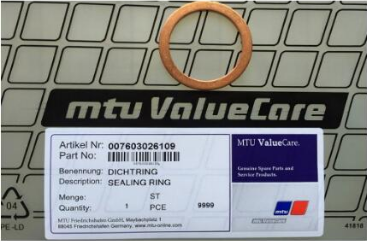 mtu ValueCare
Artikel Nr: 007603026109
Part No:
Benennung: DICHTRING
Description: SEALING RING
Menge: ST
Quantity: 1 PCE 9999
MTU Friedrichshafen GmbH, Maybachplatz 1
88045 Friedrichshafen Germany, www.mtu-online.com
MTU ValueCare.
Genuine Spare Parts and
Service Products.
mtu
04
PE-LD
41810